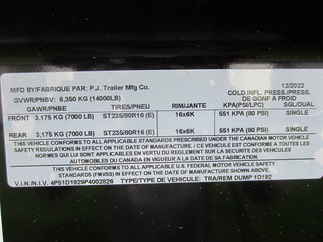 MFD BY/FABRIQUE PAR: P.J. Trailer Mfg Co. 12/2022
GVWR/PNBV: 6,350 KG (14000LB) COLD INFL. PRESS./PRESS.
DE GONF A FROID
GAWR/PNBE TIRES/PNEU RIM/JANTE KPA(PSI/LPC) SGL/DUAL
FRONT 3,175 KG (7000 LB) ST235/80R16 (E) 16x6K 551 KPA (80 PSI) SINGLE
REAR 3,175 KG (7000 LB) ST235/80R16 (E) 16x6K 551 KPA (80 PSI) SINGLE
THIS VEHICLE CONFORMS TO ALL APPLICABLE STANDARDS PRESCRIBED UNDER THE CANADIAN MOTOR VEHICLE
SAFETY REGULATIONS IN EFFECT ON THE DATE OF MANUFACTURE. / CE VEHICULE EST CONFORME A TOUTES LES
NORMES QUI LUI SONT APPLICABLES EN VERTU DU REGLEMENT SUR LA SECURITE DES VEHICULES
AUTOMOBILES DU CANADA EN VIGUEUR A LA DATE DE SA FABRICATION.
THIS VEHICLE CONFORMS TO ALL APPLICABLE U.S. FEDERAL MOTOR VEHICLE SAFETY
STANDARDS (FMVSS) IN EFFECT ON THE DATE OF MANUFACTURE SHOWN ABOVE.
V.I.N./N.I.V. TYPE/TYPE DE VEHICULE: TRA/REM DUMP